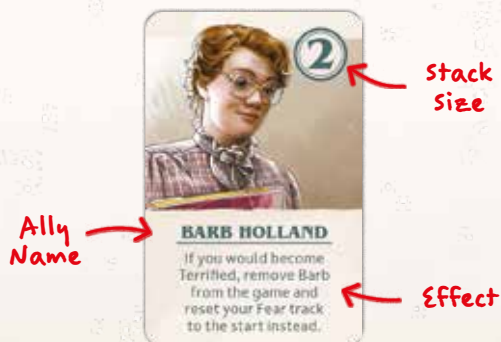 2
Stack
Size
Ally
Name
BARB HOLLAND
If you would become
Terrified, remove Barb
from the game and
reset your Fear track
to the start instead.
Effect